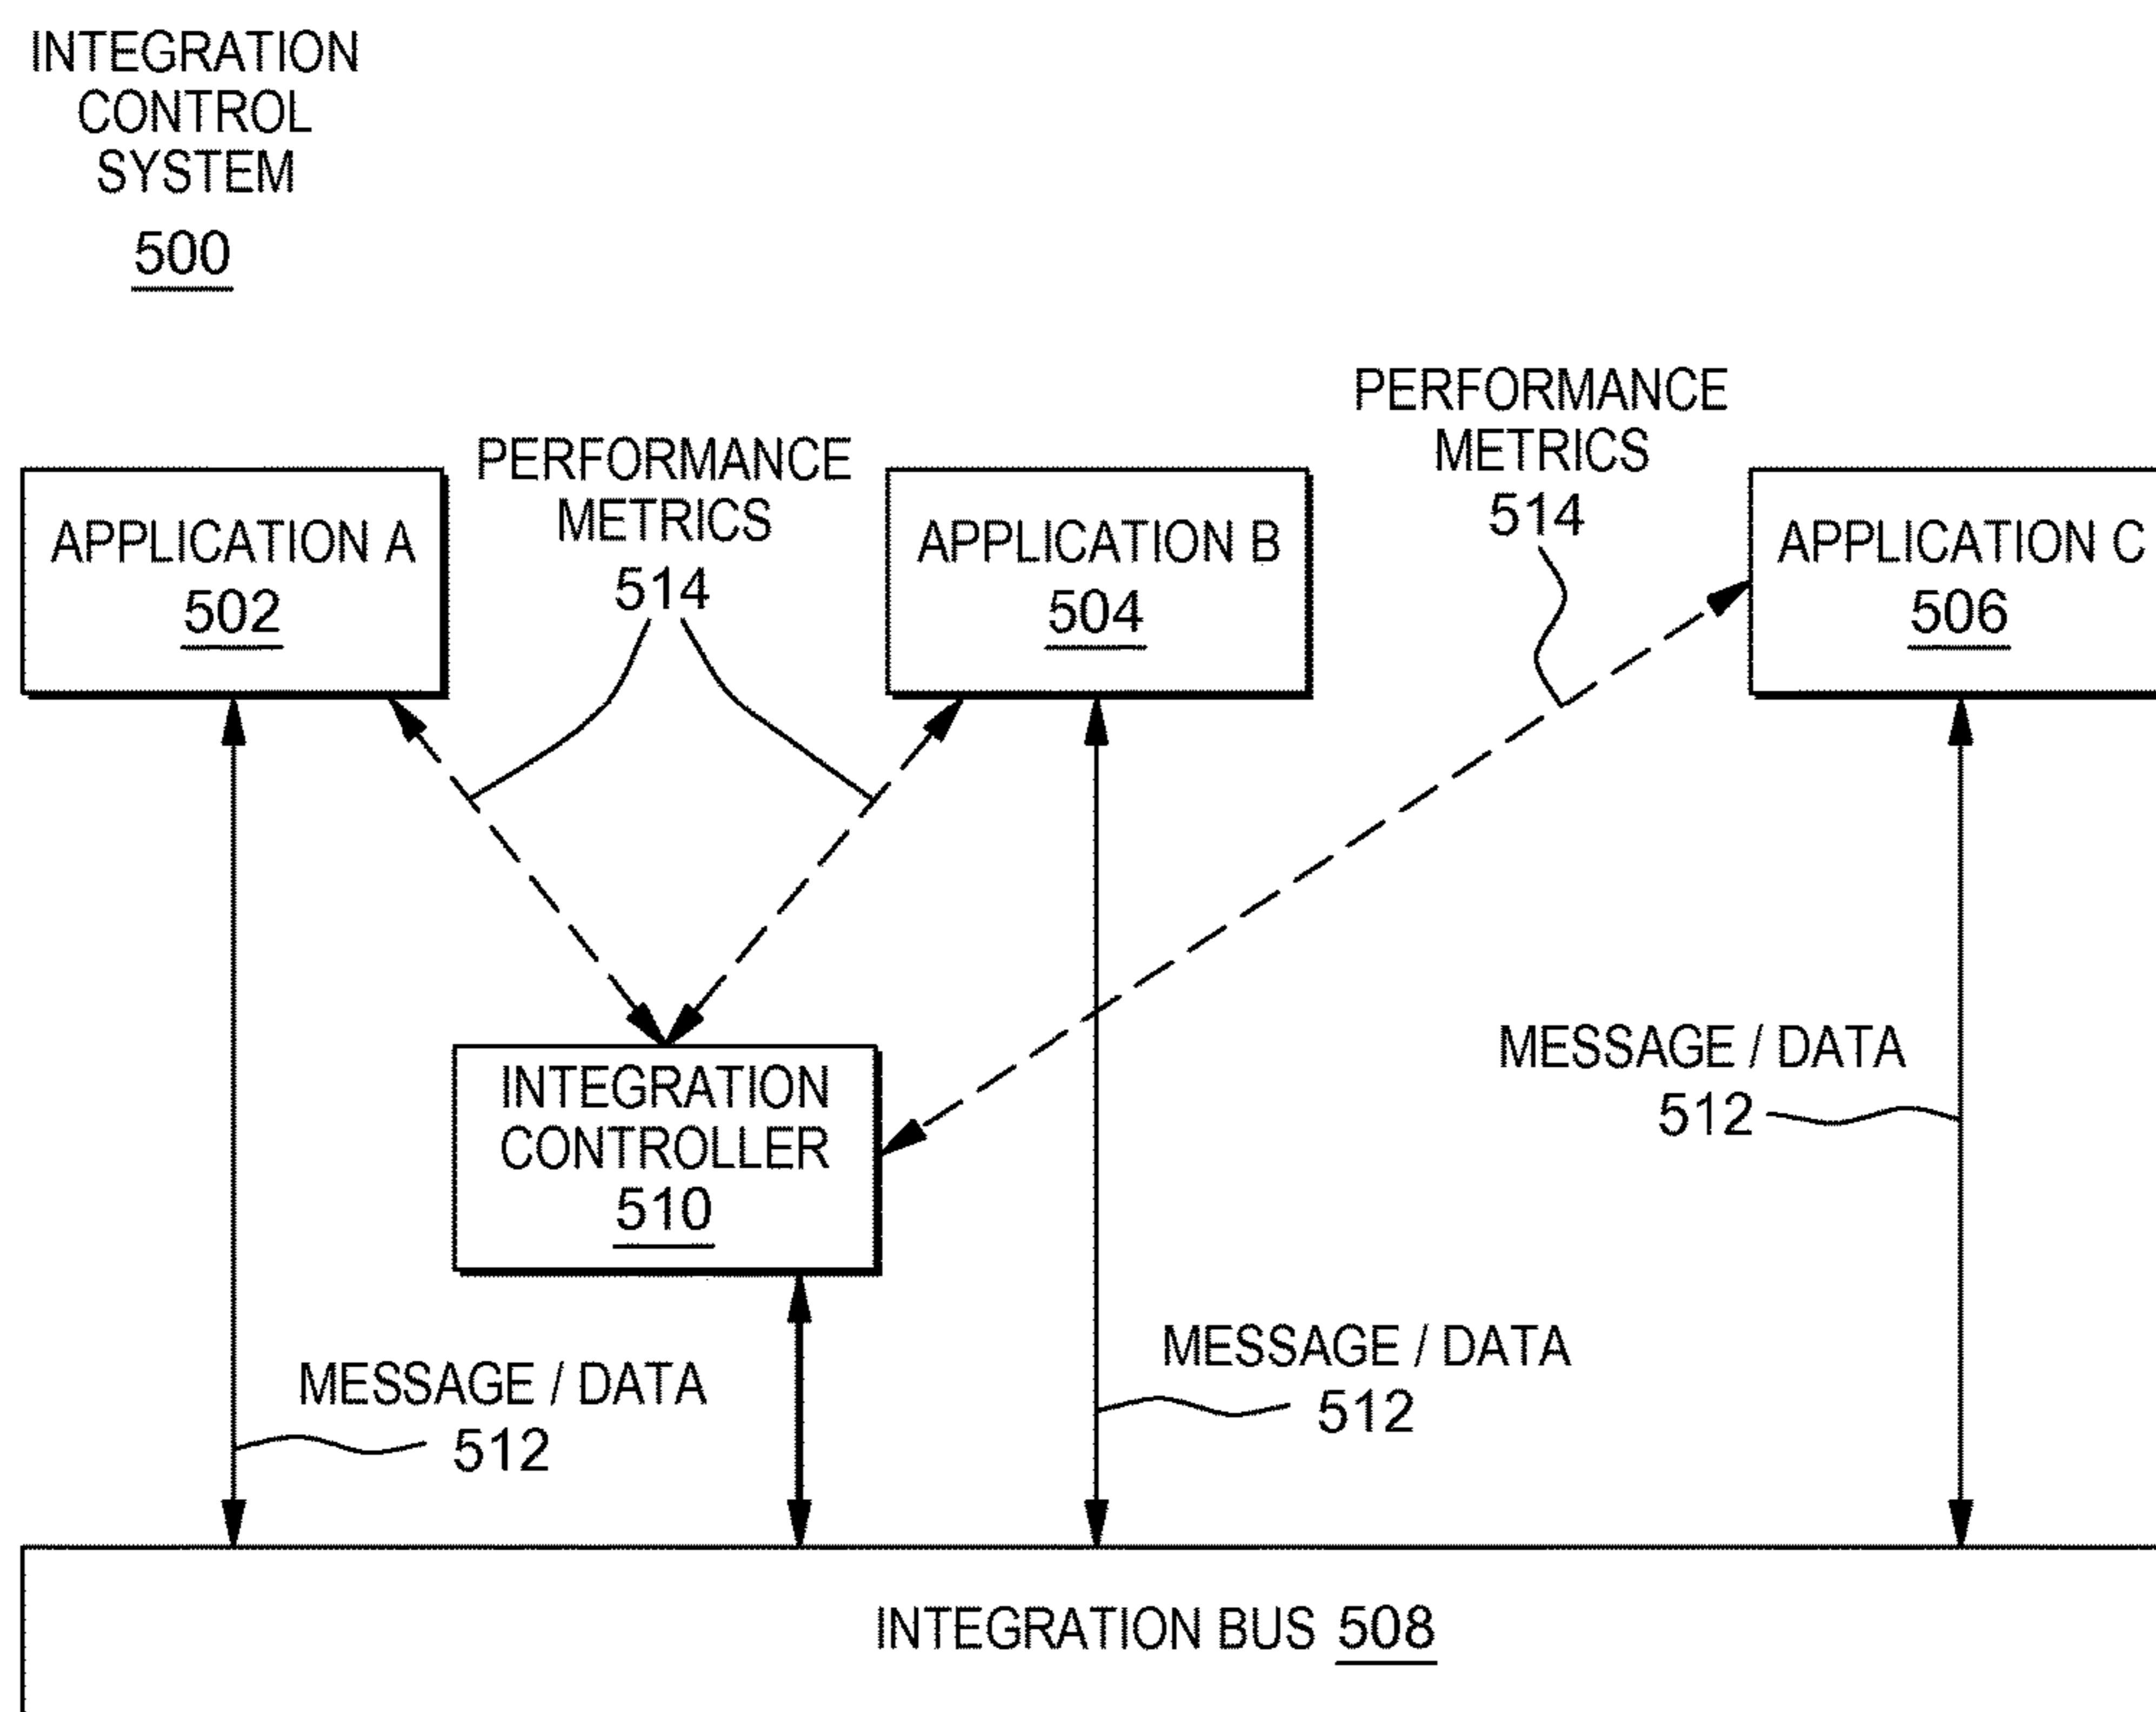 INTEGRATION
CONTROL
SYSTEM
500
PERFORMANCE
METRICS
514
PERFORMANCE
METRICS
514
APPLICATION A
502
APPLICATION B
504
APPLICATION C
506
INTEGRATION
CONTROLLER
510
MESSAGE / DATA
512
MESSAGE / DATA
512
MESSAGE / DATA
512
INTEGRATION BUS 508